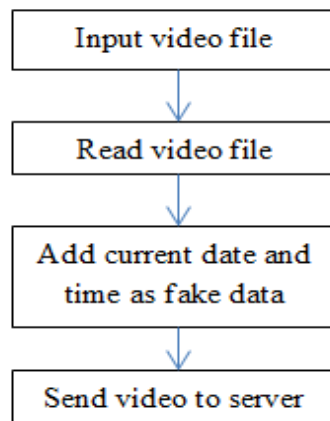 Input video file
Read video file
Add current date and
time as fake data
Send video to server